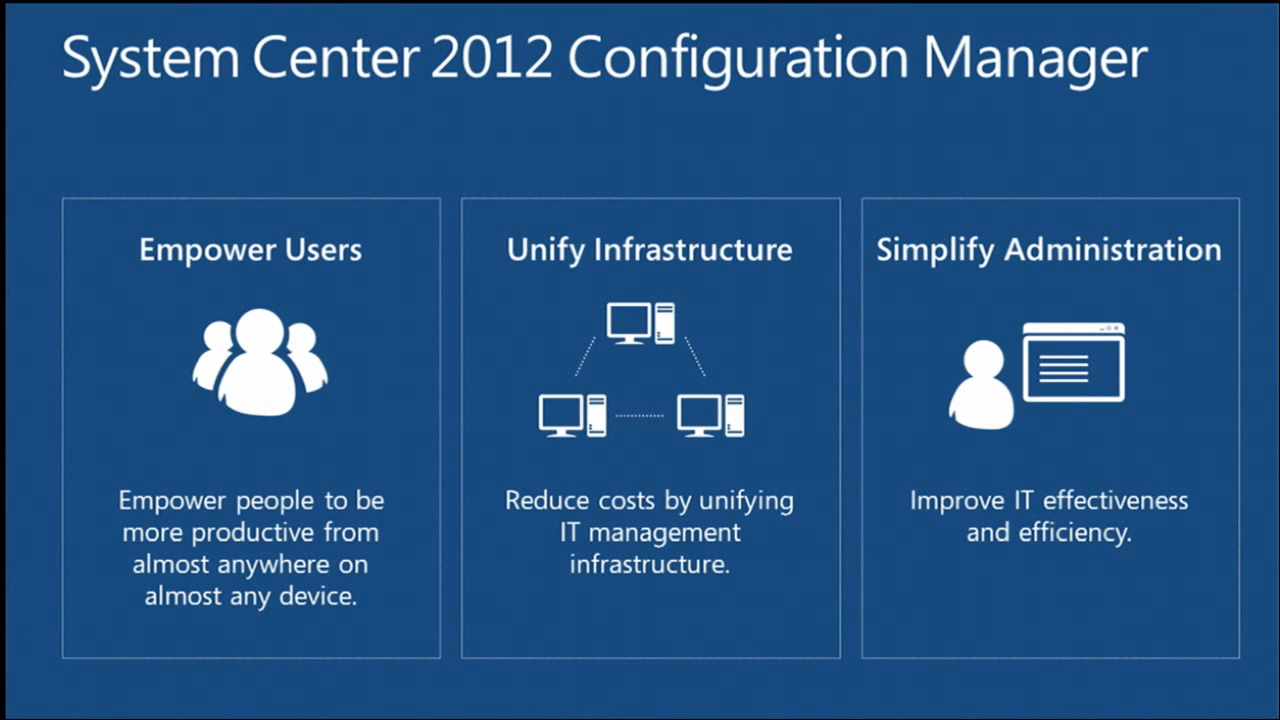 System Center 2012 Configuration Manager
Empower Users
Empower people to be
more productive from
almost anywhere on
almost any device.
Unify Infrastructure
Reduce costs by unifying
IT management
infrastructure.
Simplify Administration
Improve IT effectiveness
and efficiency.